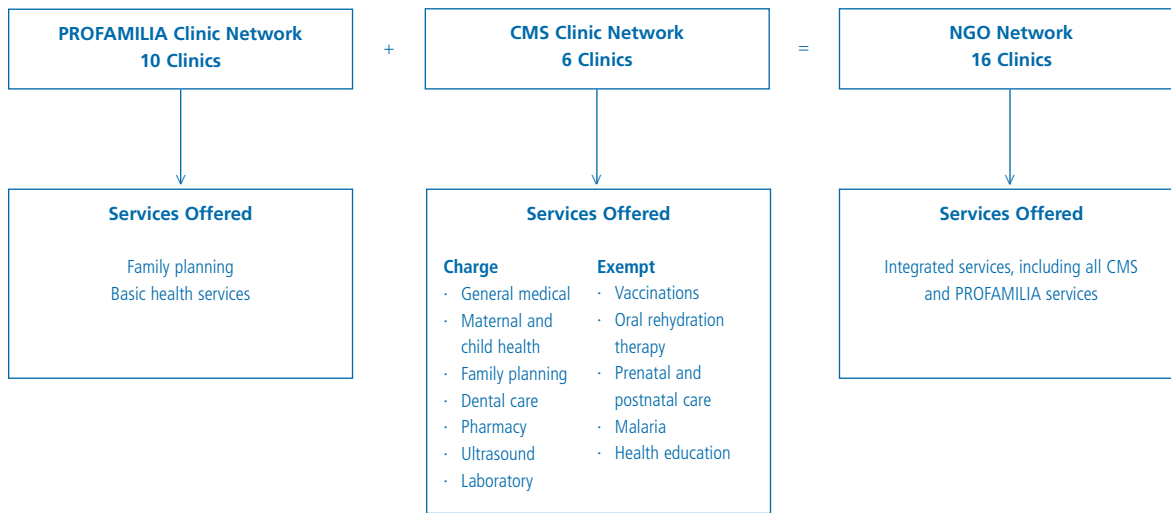 PROFAMILIA Clinic Network
10 Clinics
+
CMS Clinic Network
6 Clinics
=
NGO Network
16 Clinics
Services Offered
Family planning
Basic health services
Services Offered
Charge
· General medical
· Maternal and
child health
· Family planning
· Dental care
· Pharmacy
· Ultrasound
· Laboratory
Exempt
· Vaccinations
· Oral rehydration
therapy
· Prenatal and
postnatal care
· Malaria
· Health education
Services Offered
Integrated services, including all CMS
and PROFAMILIA services